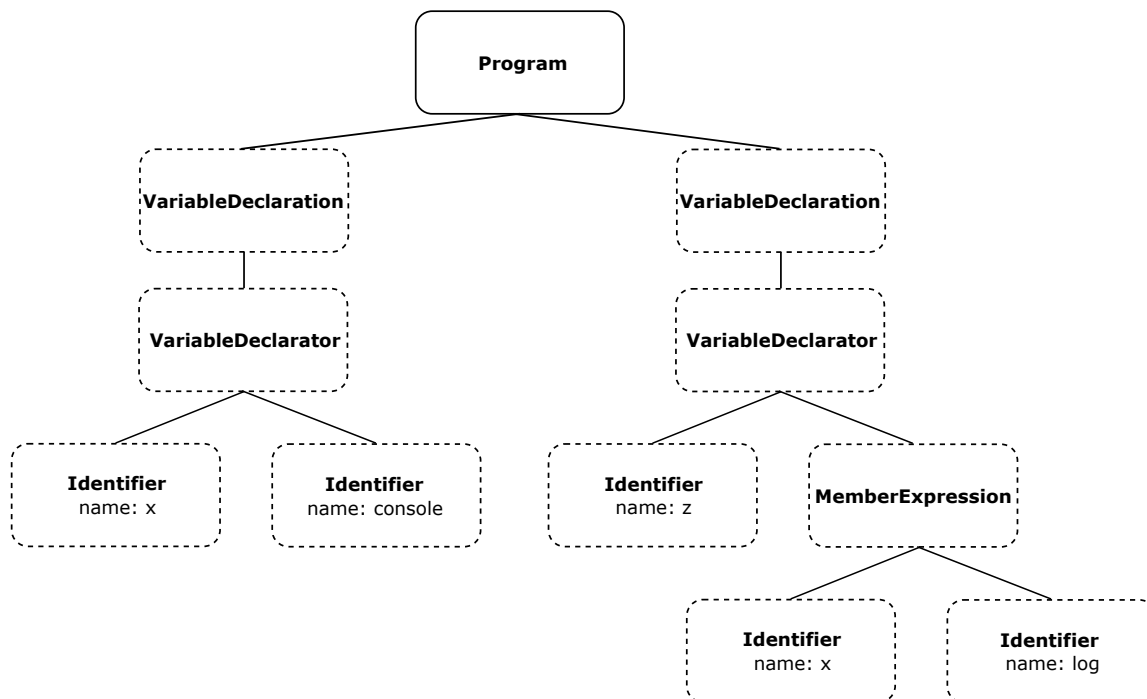 Program
VariableDeclaration
VariableDeclaration
VariableDeclarator
VariableDeclarator
Identifier
name: x
Identifier
name: console
Identifier
name: z
MemberExpression
Identifier
name: x
Identifier
name: log